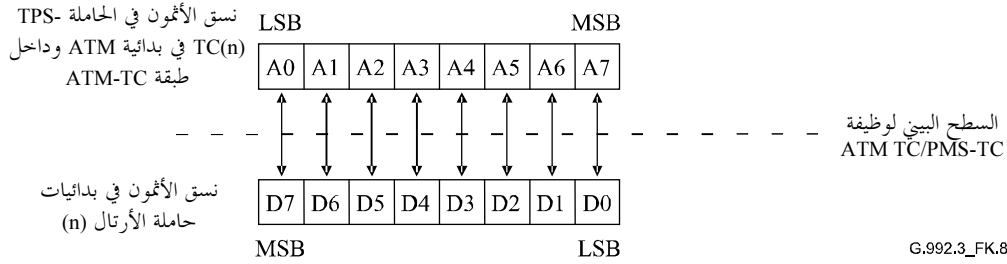 نسق الأثمون في الحاملة TPS-
TC(n) في بدائية ATM وداخل
طبقة ATM-TC
LSB MSB
A0 A1 A2 A3 A4 A5 A6 A7
السطح البيني لوظيفة
ATM TC/PMS-TC
نسق الأثمون في بدائيات
حاملة الأرتال (n)
D7 D6 D5 D4 D3 D2 D1 D0
MSB LSB
G.992.3_FK.8